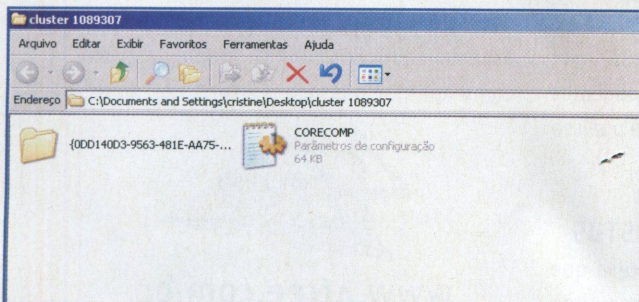 cluster 1089307
Arquivo Editar Exibir Favoritos Ferramentas Ajuda
Endereço C:\Documents and Settings\cristine\Desktop\cluster 1089307
{0DD140D3-9563-481E-AA75-...
CORECOMP
Parâmetros de configuração
64 KB